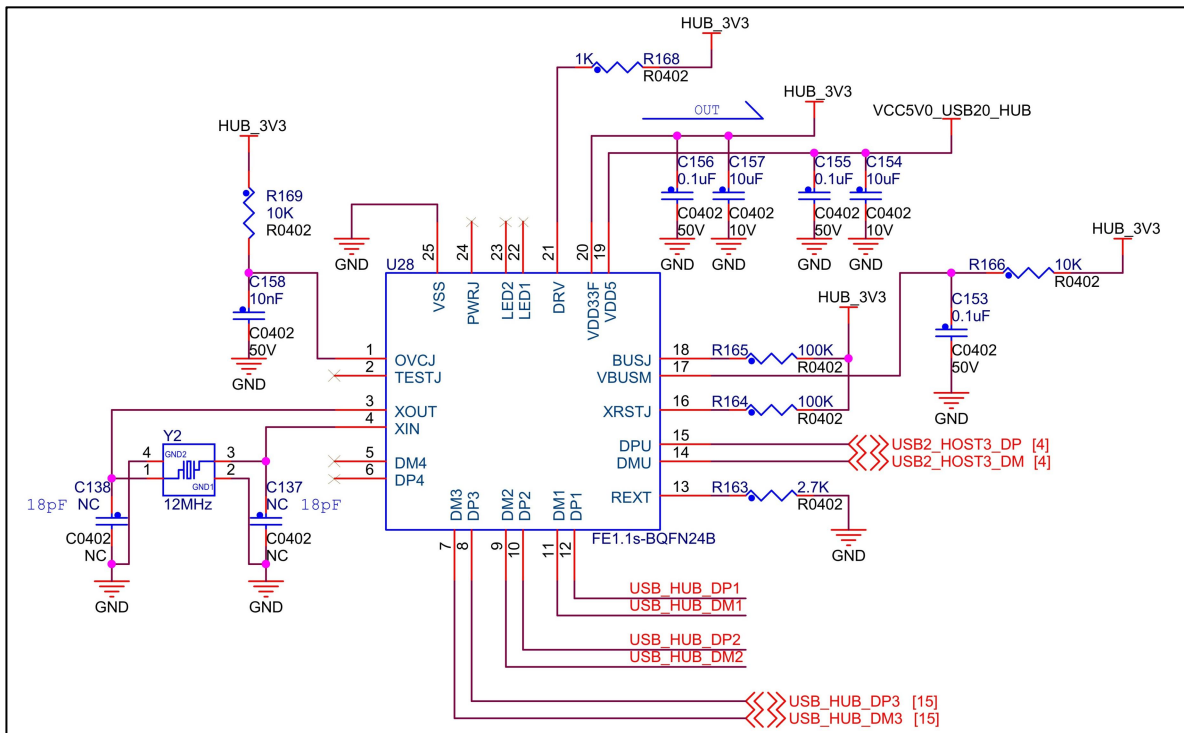 HUB_3V3
1K
R168
R0402
OUT
HUB_3V3
VCC5V0_USB20_HUB
HUB_3V3
R169
10K
R0402
C156
0.1uF
C0402
50V
GND
C157
10uF
C0402
10V
GND
C155
0.1uF
C0402
50V
GND
C154
10uF
C0402
10V
GND
HUB_3V3
R166
10K
R0402
C153
0.1uF
C0402
50V
GND
GND
C158
10nF
C0402
50V
GND
U28
25
24
23
22
21
20
19
VSS
PWRJ
LED2
LED1
DRV
VDD33F
VDD5
HUB_3V3
1
OVCJ
2
TESTJ
3
XOUT
4
XIN
5
DM4
6
DP4
BUSJ
18
R165
100K
R0402
VBUSM
17
XRSTJ
16
R164
100K
R0402
DPU
15
USB2_HOST3_DP [4]
DMU
14
USB2_HOST3_DM [4]
REXT
13
R163
2.7K
R0402
GND
DM3
DP3
DM2
DP2
DM1
DP1
7
8
9
10
11
12
FE1.1s-BQFN24B
Y2
4
GND2
3
1
GND1
2
12MHz
C138
NC
18pF
C0402
NC
GND
C137
NC
18pF
C0402
NC
GND
USB_HUB_DP1
USB_HUB_DM1
USB_HUB_DP2
USB_HUB_DM2
USB_HUB_DP3 [15]
USB_HUB_DM3 [15]